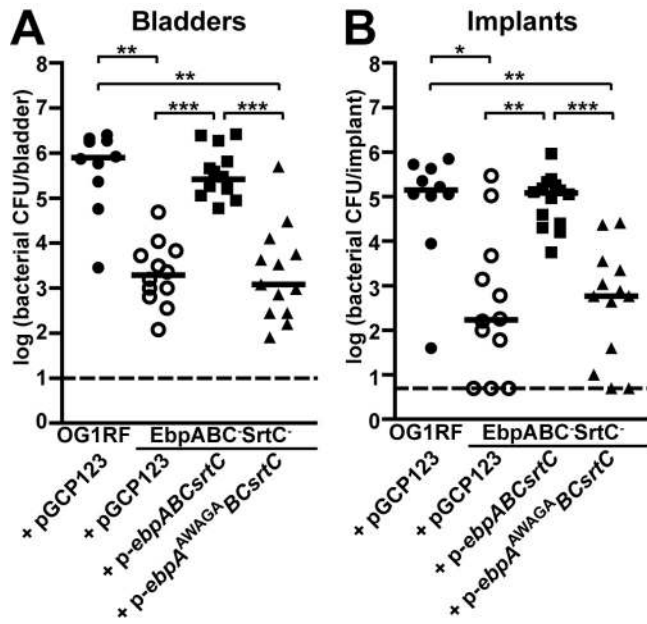 A Bladders
** 
**
*** ***
log (bacterial CFU/bladder)
8
7
6
5
4
3
2
1
0
OG1RF EbpABC⁻SrtC⁻
+ pGCP123
+ pGCP123
+ p-ebpABCsrtC
+ p-ebpA^AWAGA BCsrtC
B Implants
*
**
** ***
log (bacterial CFU/implant)
8
7
6
5
4
3
2
1
0
OG1RF EbpABC⁻SrtC⁻
+ pGCP123
+ pGCP123
+ p-ebpABCsrtC
+ p-ebpA^AWAGA BCsrtC